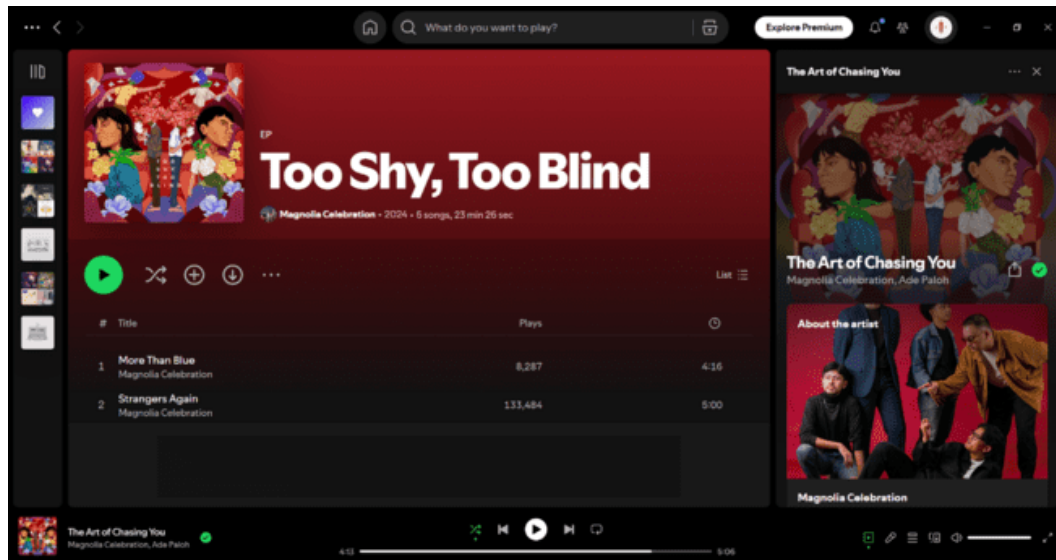 What do you want to play?
Explore Premium
EP
Too Shy, Too Blind
Magnolia Celebration • 2024 • 5 songs, 23 min 26 sec
List
# Title Plays
1 More Than Blue 8,287 4:16
Magnolia Celebration
2 Strangers Again 133,484 5:00
Magnolia Celebration
The Art of Chasing You
The Art of Chasing You
Magnolia Celebration, Ade Paloh
About the artist
Magnolia Celebration
The Art of Chasing You
Magnolia Celebration, Ade Paloh
4:13 5:06